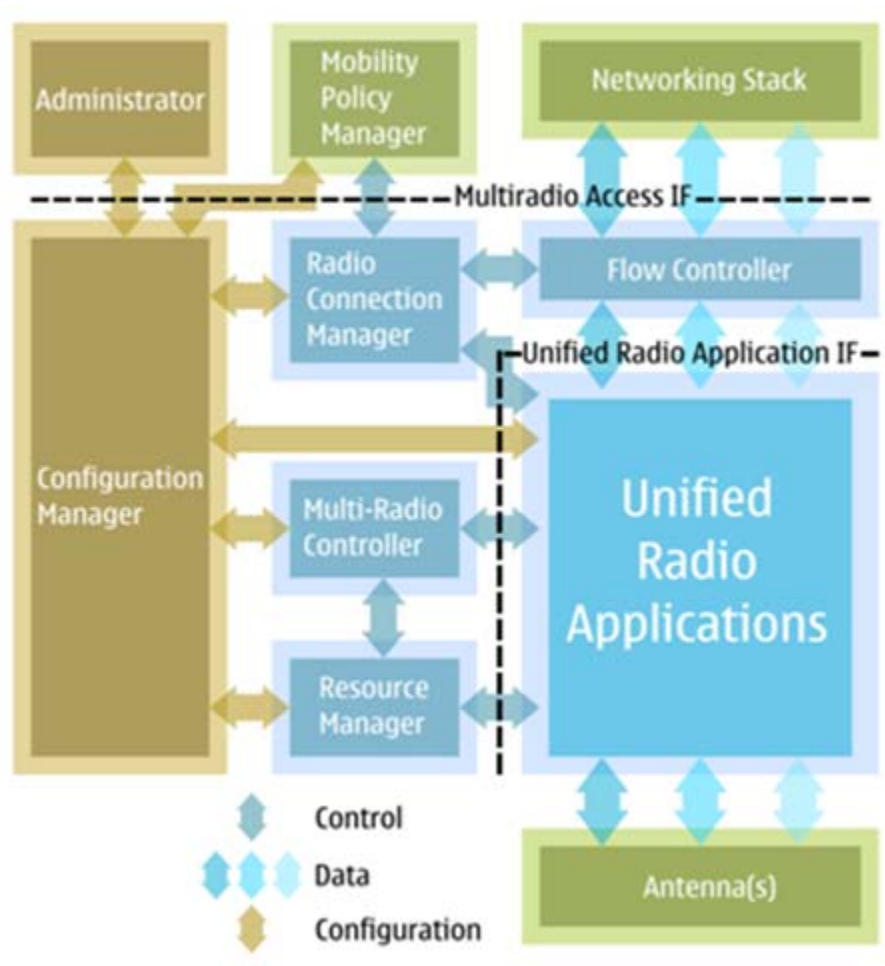 Administrator
Mobility
Policy
Manager
Networking Stack
Multiradio Access IF
Radio
Connection
Manager
Flow Controller
Unified Radio Application IF
Configuration
Manager
Multi-Radio
Controller
Unified
Radio
Applications
Resource
Manager
Control
Data
Configuration
Antenna(s)